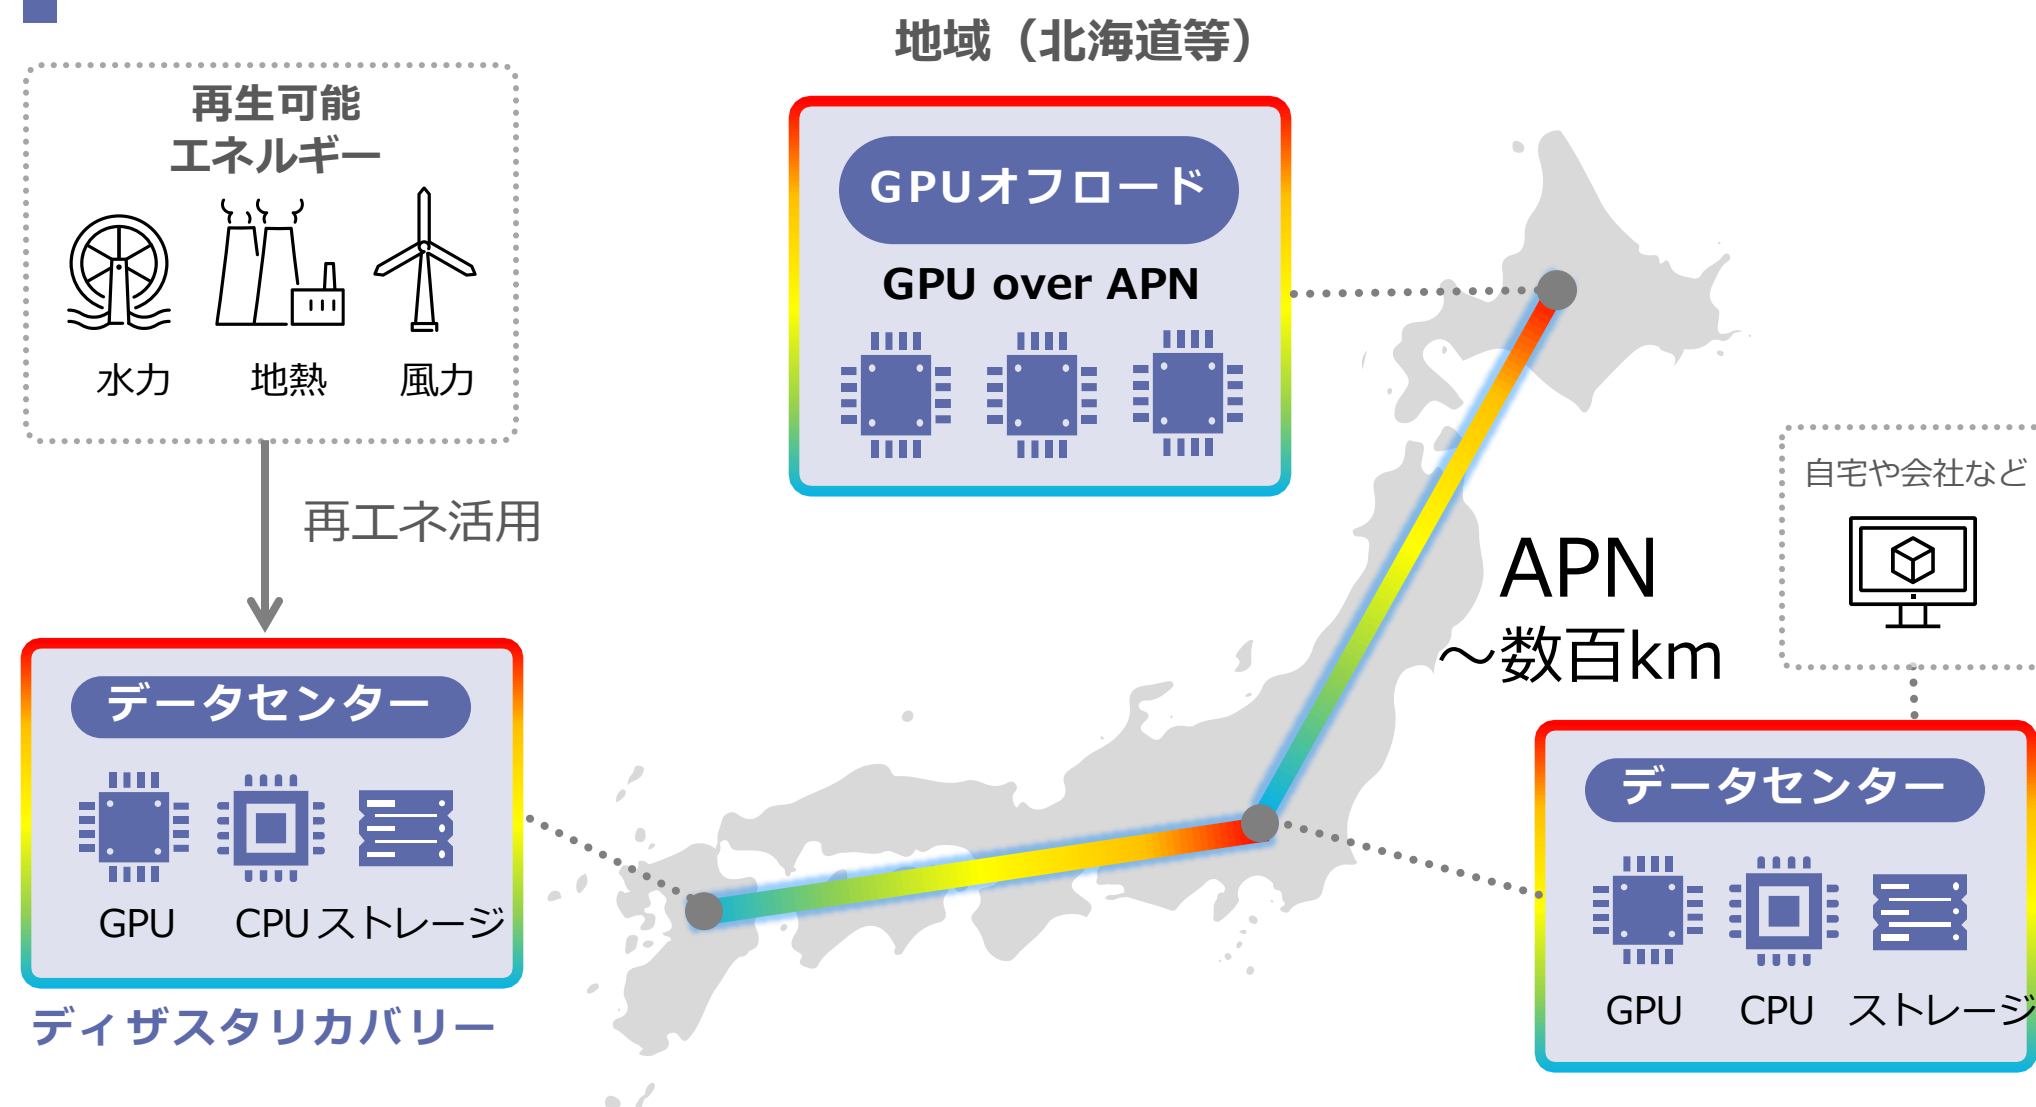 地域（北海道等）
再生可能
エネルギー
水力
地熱
風力
再エネ活用
GPUオフロード
GPU over APN
自宅や会社など
APN
～数百km
データセンター
GPU
CPU
ストレージ
ディザスタリカバリー
データセンター
GPU
CPU
ストレージ